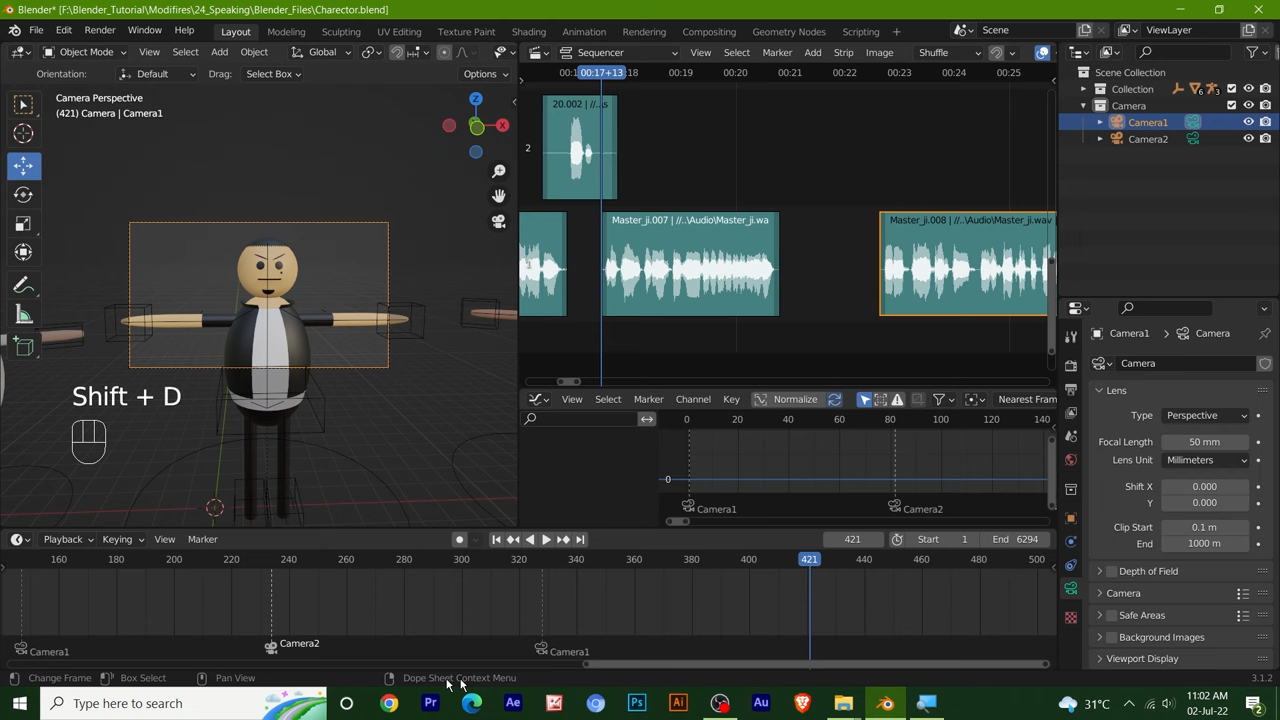 Blender* [F:\Blender_Tutorial\Modifires\24_Speaking\Blender_Files\Charector.blend]
File Edit Render Window Help Layout Modeling Sculpting UV Editing Texture Paint Shading Animation Rendering Compositing Geometry Nodes Scripting Scene ViewLayer
Object Mode View Select Add Object Global Sequencer View Select Marker Add Strip Image Shuffle
Orientation: Default Drag: Select Box Options
00:17+13 :18 00:19 00:20 00:21 00:22 00:23 00:24 00:25
Scene Collection
Collection 6 3
Camera
Camera1
Camera2
Camera Perspective
(421) Camera | Camera1
Z
X
20.002 | //..\s
2
Master_ji.007 | //..\Audio\Master_ji.wa
Master_ji.008 | //..\Audio\Master_ji.wav |
1
Shift + D
View Select Marker Channel Key Normalize Nearest Fram
0 20 40 60 80 100 120 140
0
Camera1 Camera2
Camera1 Camera
Camera
Lens
Type Perspective
Focal Length 50 mm
Lens Unit Millimeters
Shift X 0.000
Y 0.000
Clip Start 0.1 m
End 1000 m
Depth of Field
Camera
Safe Areas
Background Images
Viewport Display
Playback Keying View Marker 421 Start 1 End 6294
160 180 200 220 240 260 280 300 320 340 360 380 400 421 440 460 480 500
Camera1 Camera2 Camera1
Change Frame Box Select Pan View Dope Sheet Context Menu 3.1.2
Type here to search
Pr Ae Ps Ai Au
31°C
11:02 AM
02-Jul-22
2